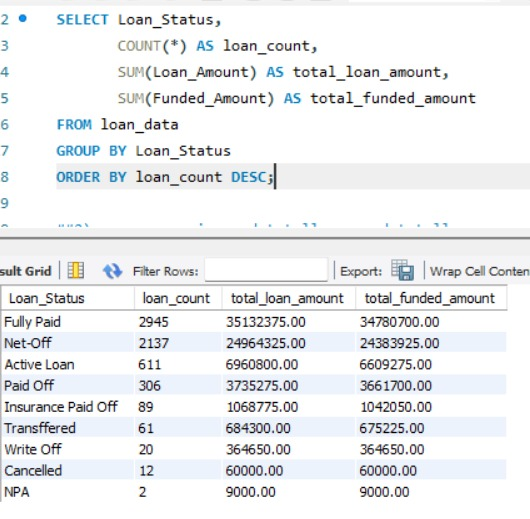 2 SELECT Loan_Status,
3 COUNT(*) AS loan_count,
4 SUM(Loan_Amount) AS total_loan_amount,
5 SUM(Funded_Amount) AS total_funded_amount
6 FROM loan_data
7 GROUP BY Loan_Status
8 ORDER BY loan_count DESC;
9
sult Grid Filter Rows: Export: Wrap Cell Conten
Loan_Status loan_count total_loan_amount total_funded_amount
Fully Paid 2945 35132375.00 34780700.00
Net-Off 2137 24964325.00 24383925.00
Active Loan 611 6960800.00 6609275.00
Paid Off 306 3735275.00 3661700.00
Insurance Paid Off 89 1068775.00 1042050.00
Transffered 61 684300.00 675225.00
Write Off 20 364650.00 364650.00
Cancelled 12 60000.00 60000.00
NPA 2 9000.00 9000.00